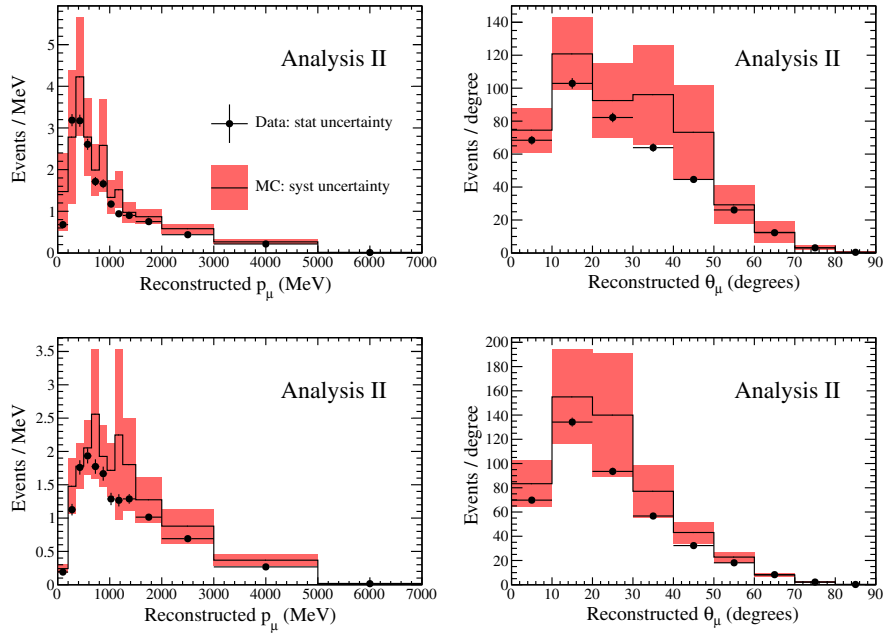 Analysis II
Data: stat uncertainty
MC: syst uncertainty
Events / MeV
5
4
3
2
1
0
0 1000 2000 3000 4000 5000 6000 7000
Reconstructed pμ (MeV)
Analysis II
Events / degree
140
120
100
80
60
40
20
0
0 10 20 30 40 50 60 70 80 90
Reconstructed θμ (degrees)
Analysis II
Events / MeV
3.5
3
2.5
2
1.5
1
0.5
0
0 1000 2000 3000 4000 5000 6000 7000
Reconstructed pμ (MeV)
Analysis II
Events / degree
200
180
160
140
120
100
80
60
40
20
0
0 10 20 30 40 50 60 70 80 90
Reconstructed θμ (degrees)